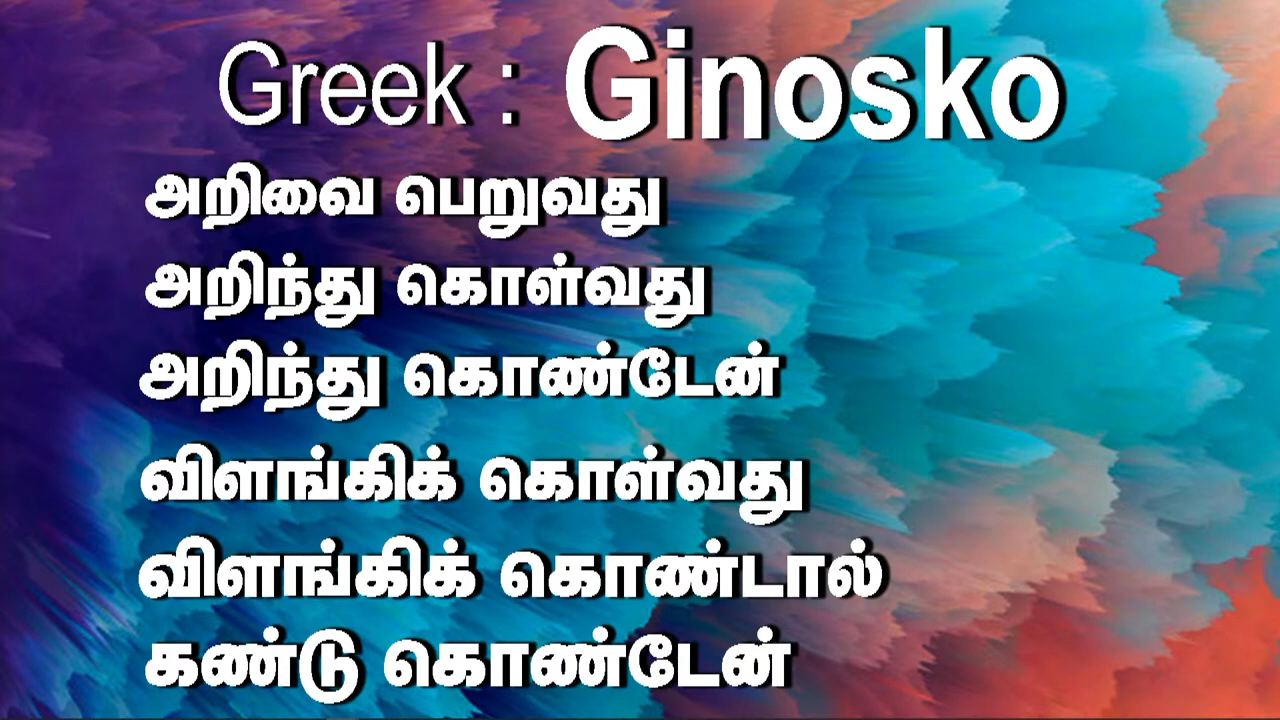 Greek : Ginosko
அறிவை பெறுவது
அறிந்து கொள்வது
அறிந்து கொண்டேன்
விளங்கிக் கொள்வது
விளங்கிக் கொண்டால்
கண்டு கொண்டேன்